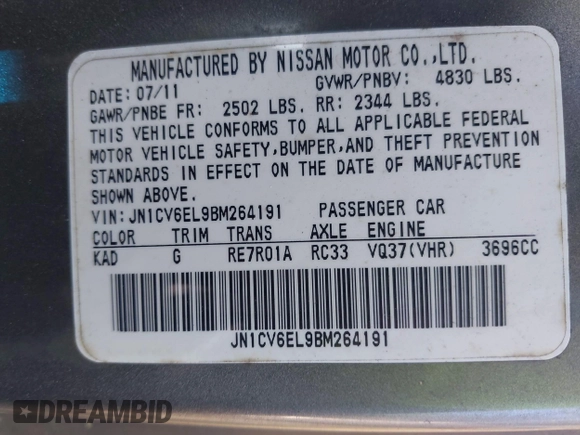 MANUFACTURED BY NISSAN MOTOR CO.,LTD.
DATE: 07/11 GVWR/PNBV: 4830 LBS.
GAWR/PNBE FR: 2502 LBS. RR: 2344 LBS.
THIS VEHICLE CONFORMS TO ALL APPLICABLE FEDERAL
MOTOR VEHICLE SAFETY,BUMPER,AND THEFT PREVENTION
STANDARDS IN EFFECT ON THE DATE OF MANUFACTURE
SHOWN ABOVE.
VIN:JN1CV6EL9BM264191 PASSENGER CAR
COLOR TRIM TRANS AXLE ENGINE
KAD G RE7R01A RC33 VQ37(VHR) 3696CC
JN1CV6EL9BM264191
DREAMBID